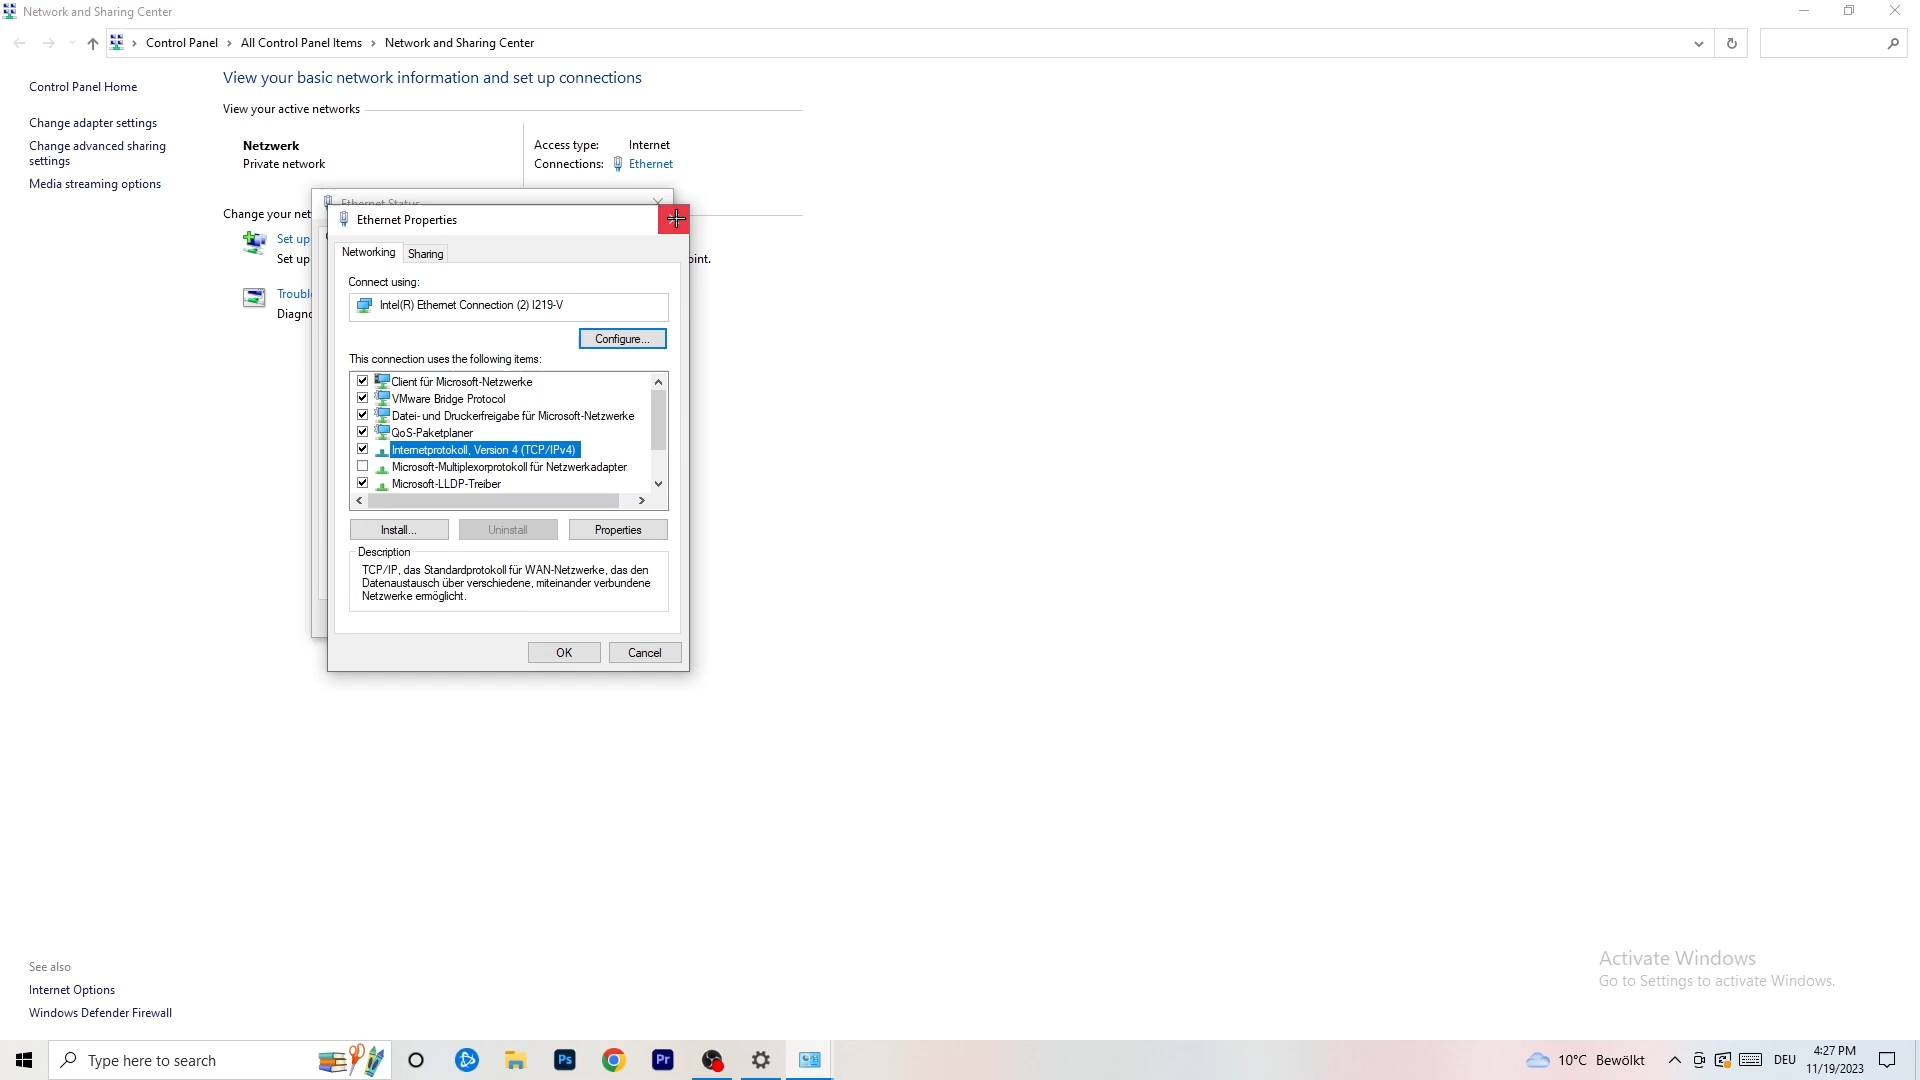 Network and Sharing Center
Control Panel
All Control Panel Items
Network and Sharing Center
Control Panel Home
Change adapter settings
Change advanced sharing
settings
Media streaming options
View your basic network information and set up connections
View your active networks
Netzwerk
Private network
Access type: Internet
Connections: Ethernet
Change your net
Set up
Set up
oint.
Troubl
Diagno
Ethernet Status
Ethernet Properties
Networking
Sharing
Connect using:
Intel(R) Ethernet Connection (2) I219-V
Configure...
This connection uses the following items:
Client für Microsoft-Netzwerke
VMware Bridge Protocol
Datei- und Druckerfreigabe für Microsoft-Netzwerke
QoS-Paketplaner
Internetprotokoll, Version 4 (TCP/IPv4)
Microsoft-Multiplexorprotokoll für Netzwerkadapter
Microsoft-LLDP-Treiber
Install...
Uninstall
Properties
Description
TCP/IP, das Standardprotokoll für WAN-Netzwerke, das den
Datenaustausch über verschiedene, miteinander verbundene
Netzwerke ermöglicht.
OK
Cancel
See also
Internet Options
Windows Defender Firewall
Activate Windows
Go to Settings to activate Windows.
Type here to search
Ps
Pr
10°C Bewölkt
DEU
4:27 PM
11/19/2023